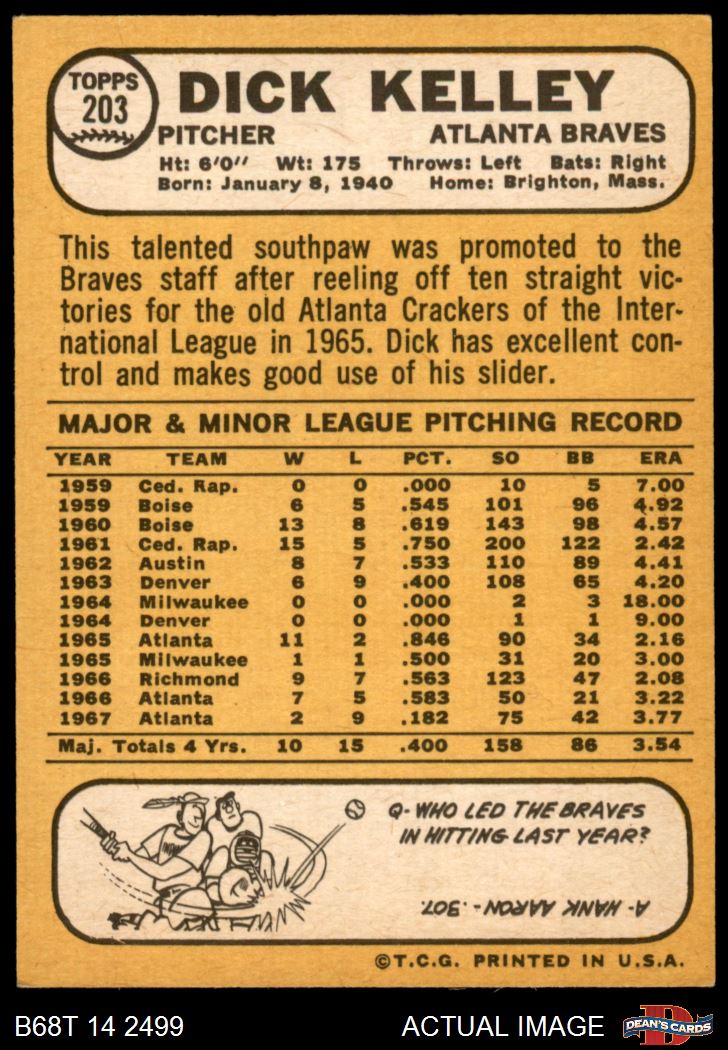 TOPPS
203
DICK KELLEY
PITCHER ATLANTA BRAVES
Ht: 6'0'' Wt: 175 Throws: Left Bats: Right
Born: January 8, 1940 Home: Brighton, Mass.
This talented southpaw was promoted to the
Braves staff after reeling off ten straight vic-
tories for the old Atlanta Crackers of the Inter-
national League in 1965. Dick has excellent con-
trol and makes good use of his slider.
MAJOR & MINOR LEAGUE PITCHING RECORD
YEAR TEAM W L PCT. SO BB ERA
1959 Ced. Rap. 0 0 .000 10 5 7.00
1959 Boise 6 5 .545 101 96 4.92
1960 Boise 13 8 .619 143 98 4.57
1961 Ced. Rap. 15 5 .750 200 122 2.42
1962 Austin 8 7 .533 110 89 4.41
1963 Denver 6 9 .400 108 65 4.20
1964 Milwaukee 0 0 .000 2 3 18.00
1964 Denver 0 0 .000 1 1 9.00
1965 Atlanta 11 2 .846 90 34 2.16
1965 Milwaukee 1 1 .500 31 20 3.00
1966 Richmond 9 7 .563 123 47 2.08
1966 Atlanta 7 5 .583 50 21 3.22
1967 Atlanta 2 9 .182 75 42 3.77
Maj. Totals 4 Yrs. 10 15 .400 158 86 3.54
Q- WHO LED THE BRAVES
IN HITTING LAST YEAR?
A- HANK AARON - .307.
©T.C.G. PRINTED IN U.S.A.
B68T 14 2499 ACTUAL IMAGE
DEAN'S CARDS